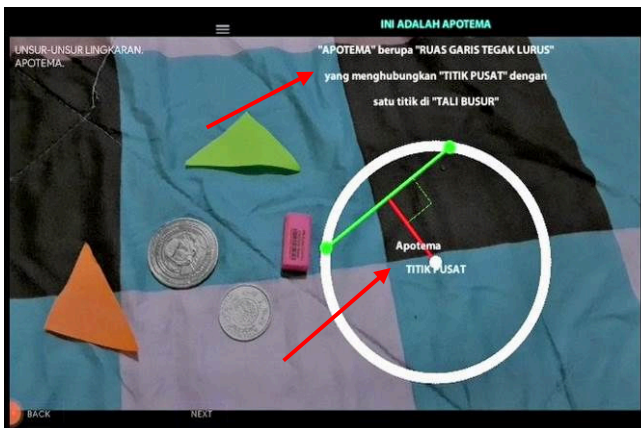 INI ADALAH APOTEMA
UNSUR-UNSUR LINGKARAN.
APOTEMA.
"APOTEMA" berupa "RUAS GARIS TEGAK LURUS"
yang menghubungkan "TITIK PUSAT" dengan
satu titik di "TALI BUSUR"
Apotema
TITIK PUSAT
BACK
NEXT